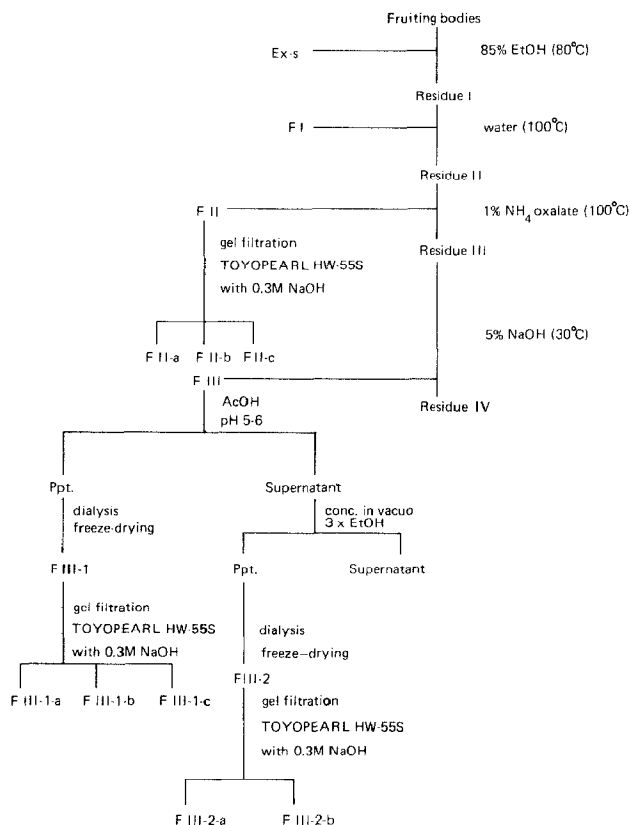 Fruiting bodies
Ex-s
85% EtOH (80°C)
Residue I
F I
water (100°C)
Residue II
F II
1% NH4 oxalate (100°C)
gel filtration
TOYOPEARL HW-55S
with 0.3M NaOH
Residue III
5% NaOH (30°C)
F II-a F II-b F II-c
F III
Residue IV
AcOH
pH 5-6
Ppt.
Supernatant
dialysis
freeze-drying
conc. in vacuo
3 x EtOH
F III-1
Ppt.
Supernatant
gel filtration
TOYOPEARL HW-55S
with 0.3M NaOH
dialysis
freeze-drying
F III-1-a F III-1-b F III-1-c
FIII-2
gel filtration
TOYOPEARL HW-55S
with 0.3M NaOH
F III-2-a F III-2-b